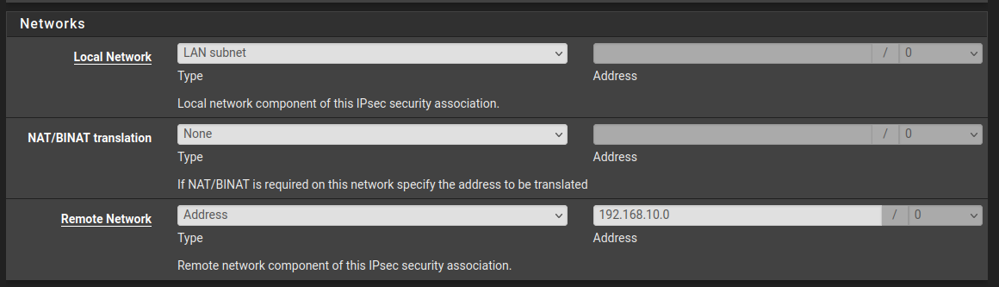 Networks
Local Network LAN subnet / 0
Type Address
Local network component of this IPsec security association.
NAT/BINAT translation None / 0
Type Address
If NAT/BINAT is required on this network specify the address to be translated
Remote Network Address 192.168.10.0 / 0
Type Address
Remote network component of this IPsec security association.